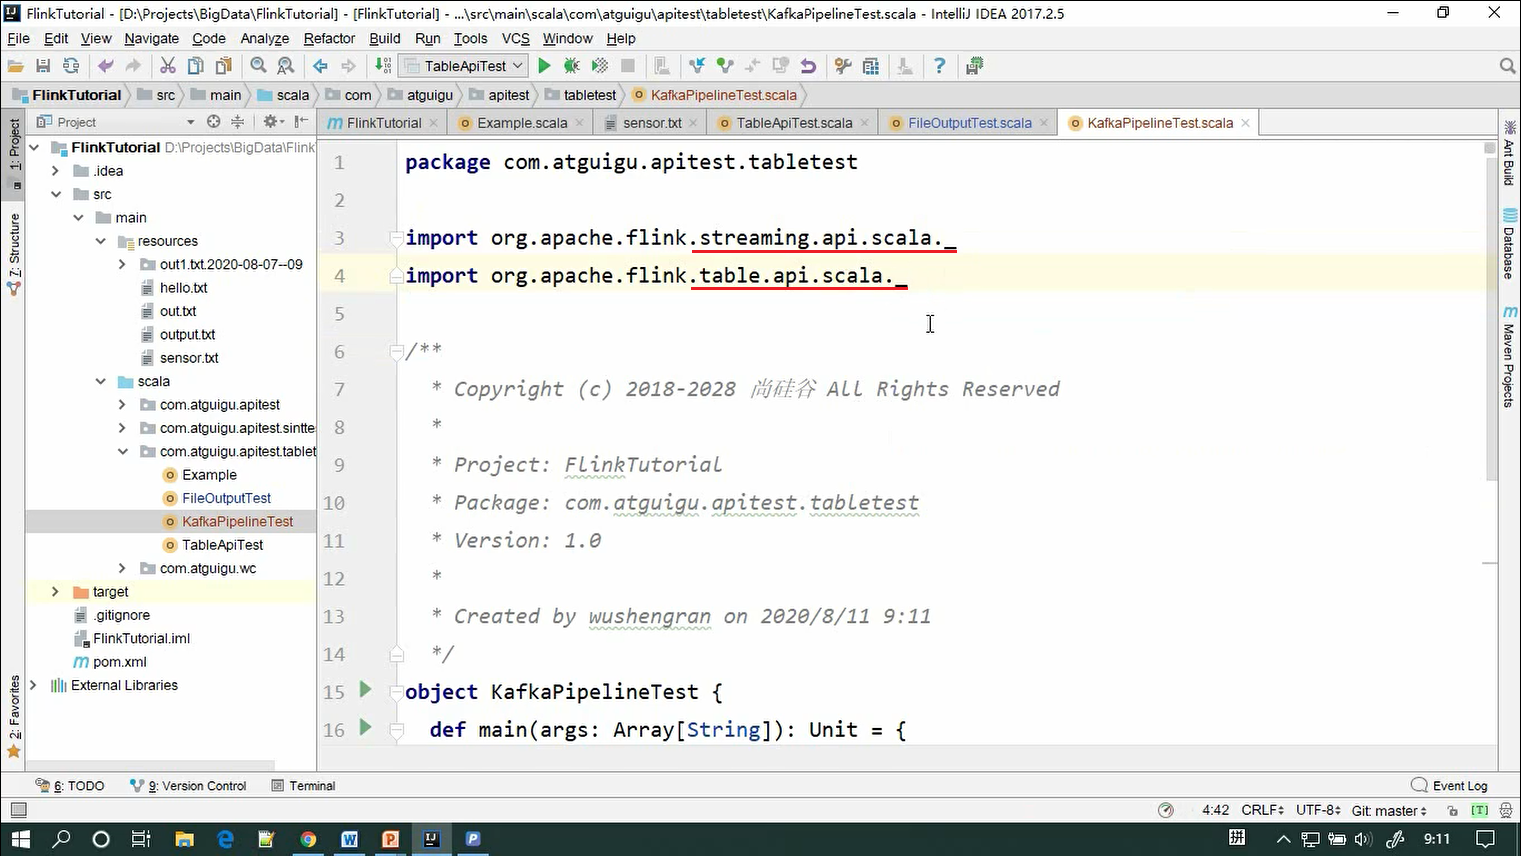 FlinkTutorial - [D:\Projects\BigData\FlinkTutorial] - [FlinkTutorial] - ...\src\main\scala\com\atguigu\apitest\tabletest\KafkaPipelineTest.scala - IntelliJ IDEA 2017.2.5
File Edit View Navigate Code Analyze Refactor Build Run Tools VCS Window Help
TableApiTest
FlinkTutorial src main scala com atguigu apitest tabletest KafkaPipelineTest.scala
Project
FlinkTutorial Example.scala sensor.txt TableApiTest.scala FileOutputTest.scala KafkaPipelineTest.scala
1: Project
7: Structure
2: Favorites
FlinkTutorial D:\Projects\BigData\Flink
.idea
src
main
resources
out1.txt.2020-08-07--09
hello.txt
out.txt
output.txt
sensor.txt
scala
com.atguigu.apitest
com.atguigu.apitest.sinttes
com.atguigu.apitest.tablet
Example
FileOutputTest
KafkaPipelineTest
TableApiTest
com.atguigu.wc
target
.gitignore
FlinkTutorial.iml
pom.xml
External Libraries
1 package com.atguigu.apitest.tabletest
2
3 import org.apache.flink.streaming.api.scala._
4 import org.apache.flink.table.api.scala._
5
6 /**
7 * Copyright (c) 2018-2028 尚硅谷 All Rights Reserved
8 *
9 * Project: FlinkTutorial
10 * Package: com.atguigu.apitest.tabletest
11 * Version: 1.0
12 *
13 * Created by wushengran on 2020/8/11 9:11
14 */
15 object KafkaPipelineTest {
16 def main(args: Array[String]): Unit = {
Ant Build
Database
Maven Projects
6: TODO 9: Version Control Terminal Event Log
4:42 CRLF UTF-8 Git: master [T]
拼 9:11